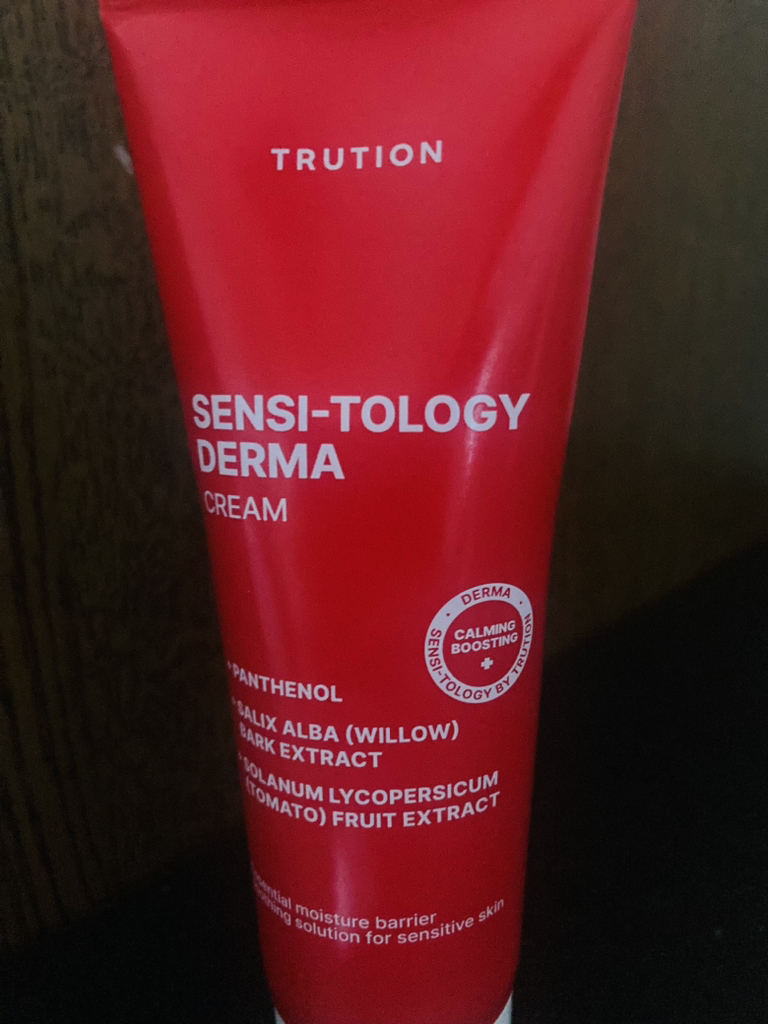 TRUTION
SENSI-TOLOGY
DERMA
CREAM
· DERMA ·
SENSI-TOLOGY BY TRUTION
CALMING
BOOSTING
+
PANTHENOL
SALIX ALBA (WILLOW)
BARK EXTRACT
SOLANUM LYCOPERSICUM
(TOMATO) FRUIT EXTRACT
moisture barrier
solution for sensitive skin